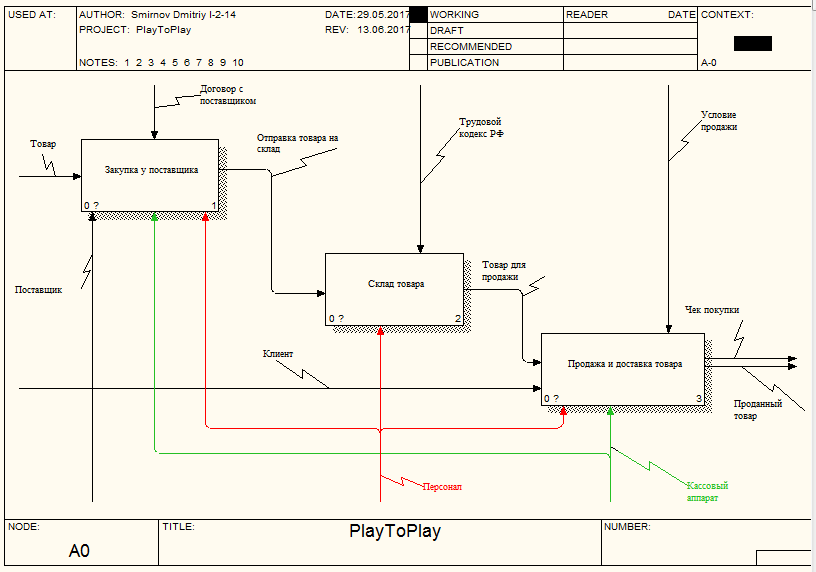 USED AT:
AUTHOR: Smirnov Dmitriy I-2-14
DATE: 29.05.2017
PROJECT: PlayToPlay
REV: 13.06.2017
NOTES: 1 2 3 4 5 6 7 8 9 10
WORKING
DRAFT
RECOMMENDED
PUBLICATION
READER
DATE
CONTEXT:
A-0
Договор с
поставщиком
Товар
Закупка у поставщика
0 ?
1
Отправка товара на
склад
Трудовой
кодекс РФ
Условие
продажи
Поставщик
Склад товара
0 ?
2
Товар для
продажи
Чек покупки
Клиент
Продажа и доставка товара
0 ?
3
Проданный
товар
Персонал
Кассовый
аппарат
NODE:
A0
TITLE:
PlayToPlay
NUMBER: